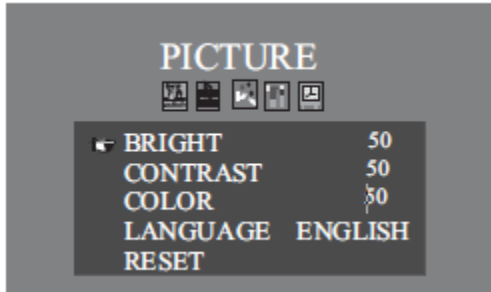 PICTURE
BRIGHT 50
CONTRAST 50
COLOR 50
LANGUAGE ENGLISH
RESET